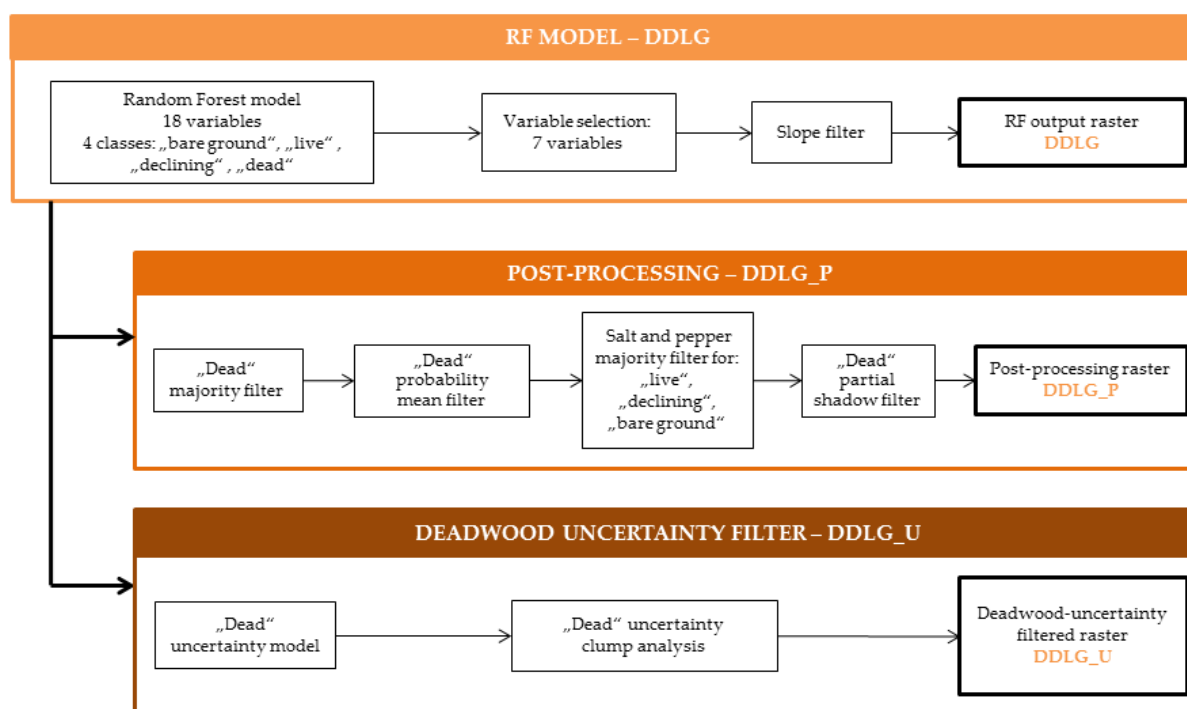 RF MODEL – DDLG
Random Forest model
18 variables
4 classes: „bare ground“, „live“ ,
„declining“ , „dead“
Variable selection:
7 variables
Slope filter
RF output raster
DDLG
POST-PROCESSING – DDLG_P
„Dead“
majority filter
„Dead“
probability
mean filter
Salt and pepper
majority filter for:
„live“,
„declining“,
„bare ground“
„Dead“
partial
shadow filter
Post-processing raster
DDLG_P
DEADWOOD UNCERTAINTY FILTER – DDLG_U
„Dead“
uncertainty model
„Dead“ uncertainty
clump analysis
Deadwood-uncertainty
filtered raster
DDLG_U